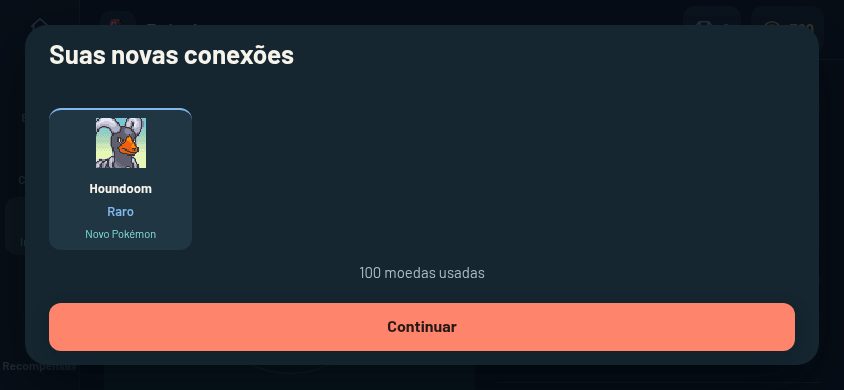 Suas novas conexões
Houndoom
Raro
Novo Pokémon
100 moedas usadas
Continuar